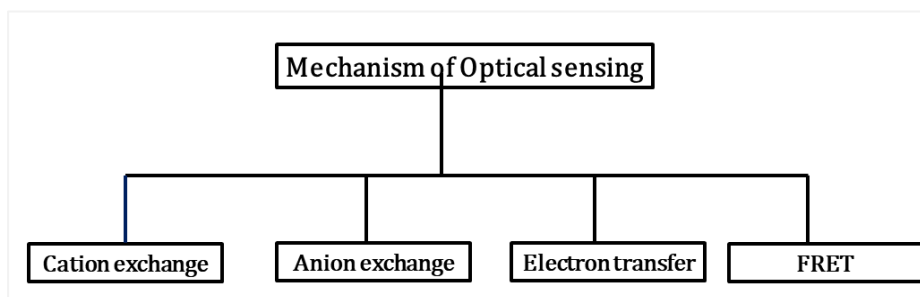 Mechanism of Optical sensing
Cation exchange
Anion exchange
Electron transfer
FRET